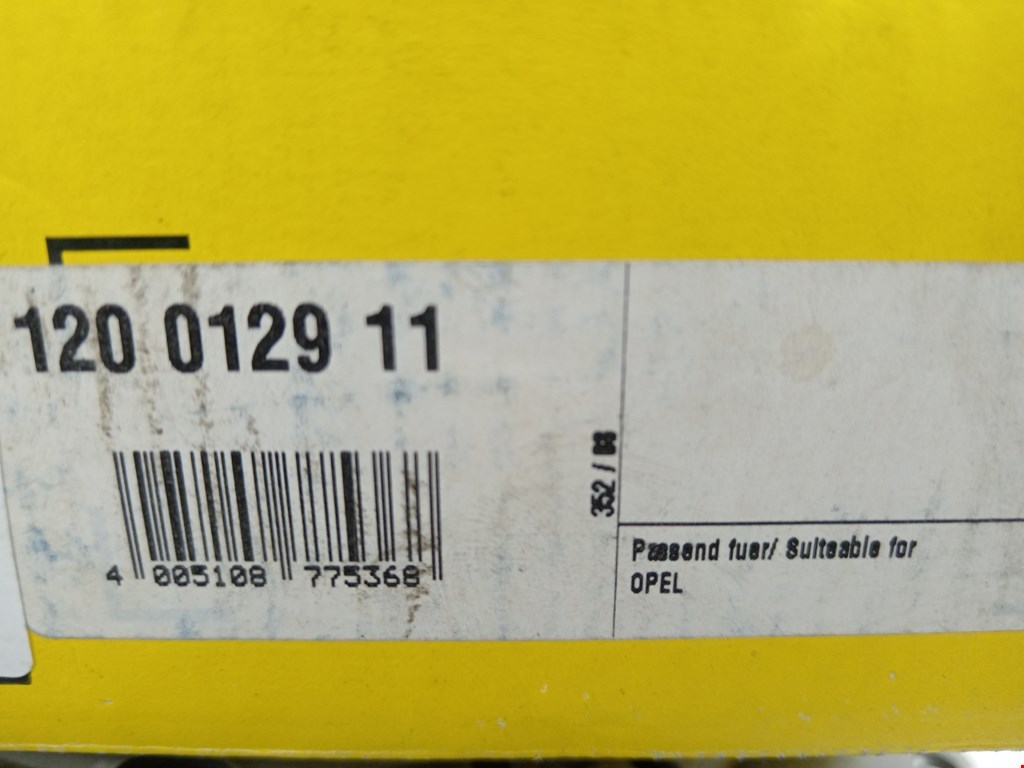 120 0129 11
4 005108 775368
352 / 08
Passend fuer/ Suiteable for
OPEL